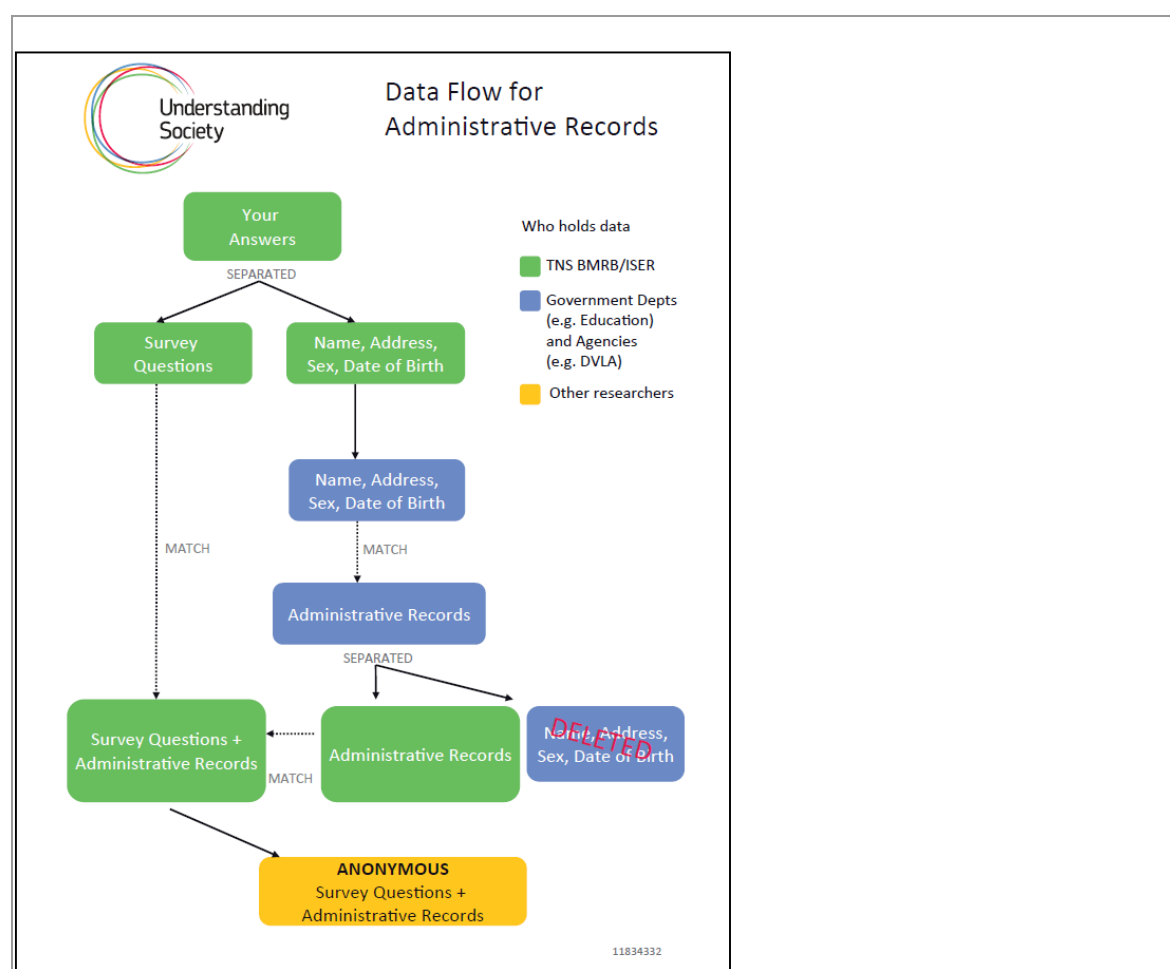 Understanding
Society
Data Flow for
Administrative Records
Your
Answers
SEPARATED
Who holds data
TNS BMRB/ISER
Government Depts
(e.g. Education)
and Agencies
(e.g. DVLA)
Other researchers
Survey
Questions
Name, Address,
Sex, Date of Birth
Name, Address,
Sex, Date of Birth
MATCH
MATCH
Administrative Records
SEPARATED
Survey Questions +
Administrative Records
MATCH
Administrative Records
Name, Address,
Sex, Date of Birth
DELETED
ANONYMOUS
Survey Questions +
Administrative Records
11834332